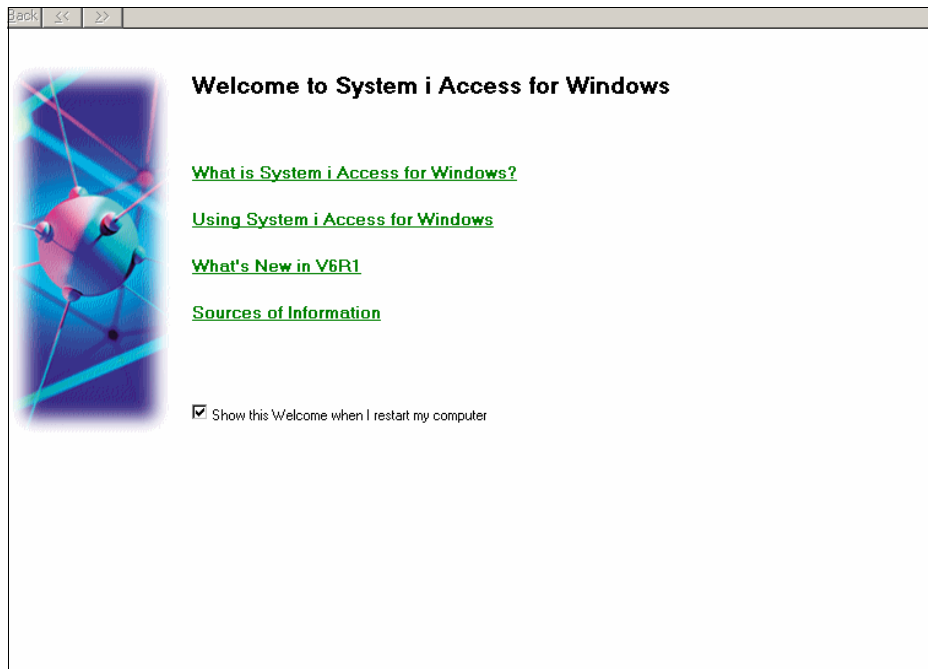 Back << >>
Welcome to System i Access for Windows
What is System i Access for Windows?
Using System i Access for Windows
What's New in V6R1
Sources of Information
Show this Welcome when I restart my computer